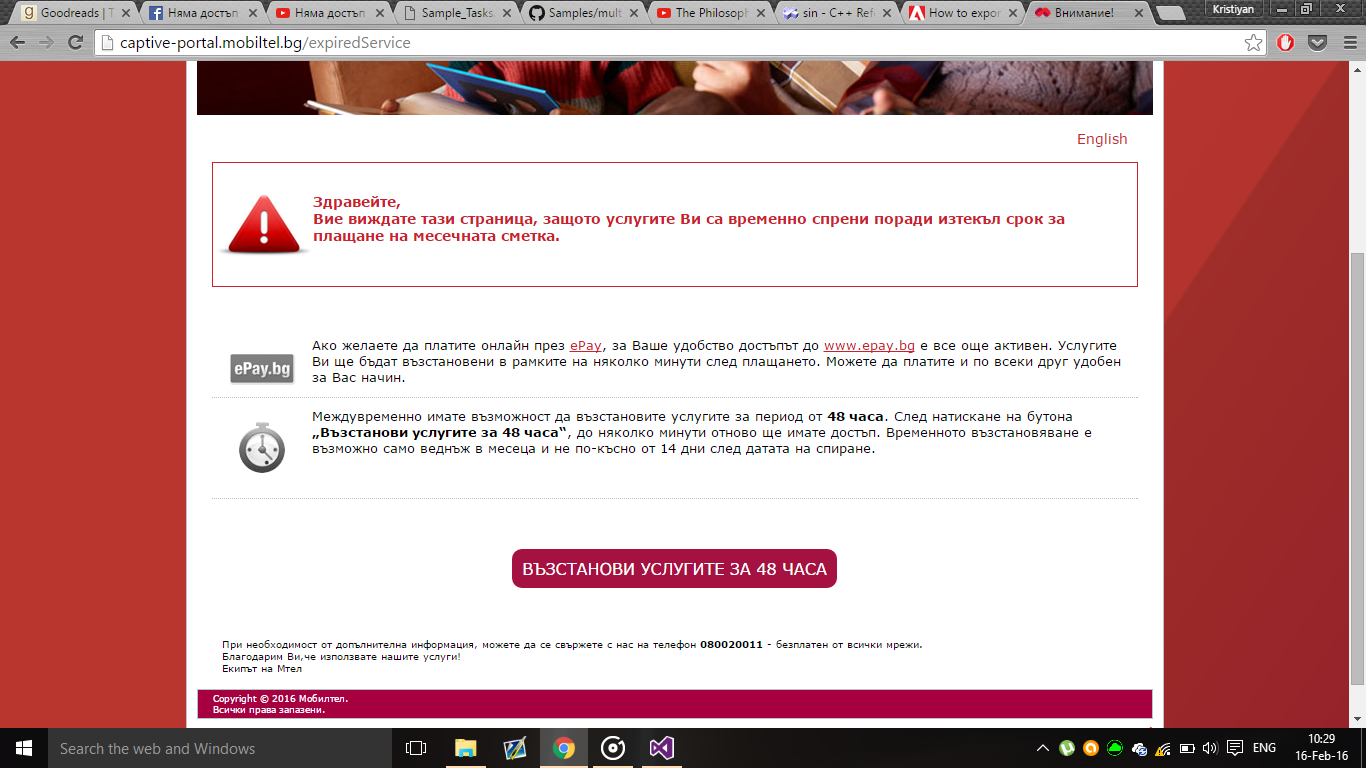 Goodreads | T
Няма достъп
Няма достъп
Sample_Tasks
Samples/mult
The Philosoph
sin - C++ Refe
How to expor
Внимание!
Kristiyan
captive-portal.mobiltel.bg/expiredService
English
Здравейте,
Вие виждате тази страница, защото услугите Ви са временно спрени поради изтекъл срок за
плащане на месечната сметка.
ePay.bg
Ако желаете да платите онлайн през ePay, за Ваше удобство достъпът до www.epay.bg е все още активен. Услугите
Ви ще бъдат възстановени в рамките на няколко минути след плащането. Можете да платите и по всеки друг удобен
за Вас начин.
Междувременно имате възможност да възстановите услугите за период от 48 часа. След натискане на бутона
„Възстанови услугите за 48 часа“, до няколко минути отново ще имате достъп. Временното възстановяване е
възможно само веднъж в месеца и не по-късно от 14 дни след датата на спиране.
ВЪЗСТАНОВИ УСЛУГИТЕ ЗА 48 ЧАСА
При необходимост от допълнителна информация, можете да се свържете с нас на телефон 080020011 - безплатен от всички мрежи.
Благодарим Ви,че използвате нашите услуги!
Екипът на Мтел
Copyright © 2016 Мобилтел.
Всички права запазени.
Search the web and Windows
ENG
10:29
16-Feb-16